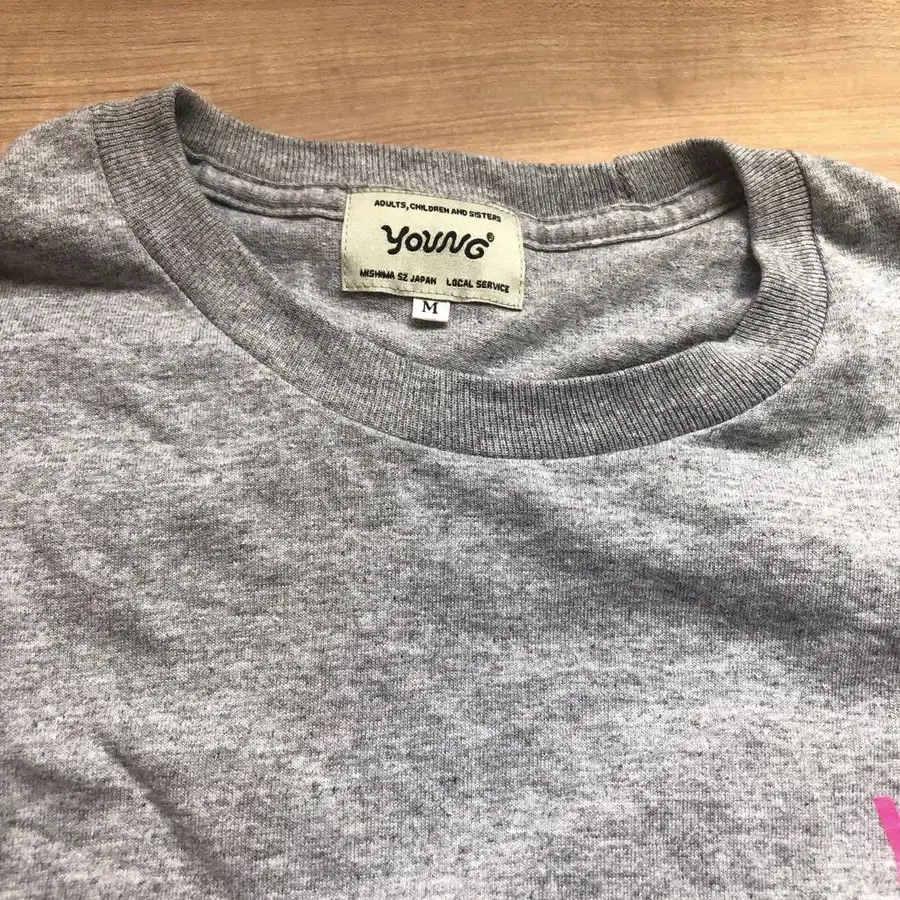 ADULTS, CHILDREN AND SISTERS
YOUNG®
MISHIMA SZ JAPAN LOCAL SERVICE
M